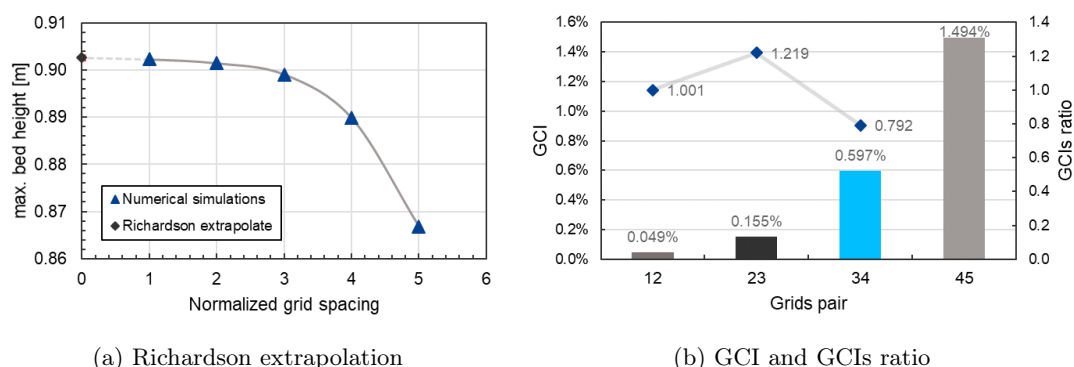 0.91
0.90
0.89
0.88
0.87
0.86
max. bed height [m]
Numerical simulations
Richardson extrapolate
0 1 2 3 4 5 6
Normalized grid spacing
(a) Richardson extrapolation
1.6%
1.4%
1.2%
1.0%
0.8%
0.6%
0.4%
0.2%
0.0%
GCI
1.001
1.219
0.792
0.049%
0.155%
0.597%
1.494%
1.4
1.2
1.0
0.8
0.6
0.4
0.2
0.0
GCIs ratio
12 23 34 45
Grids pair
(b) GCI and GCIs ratio